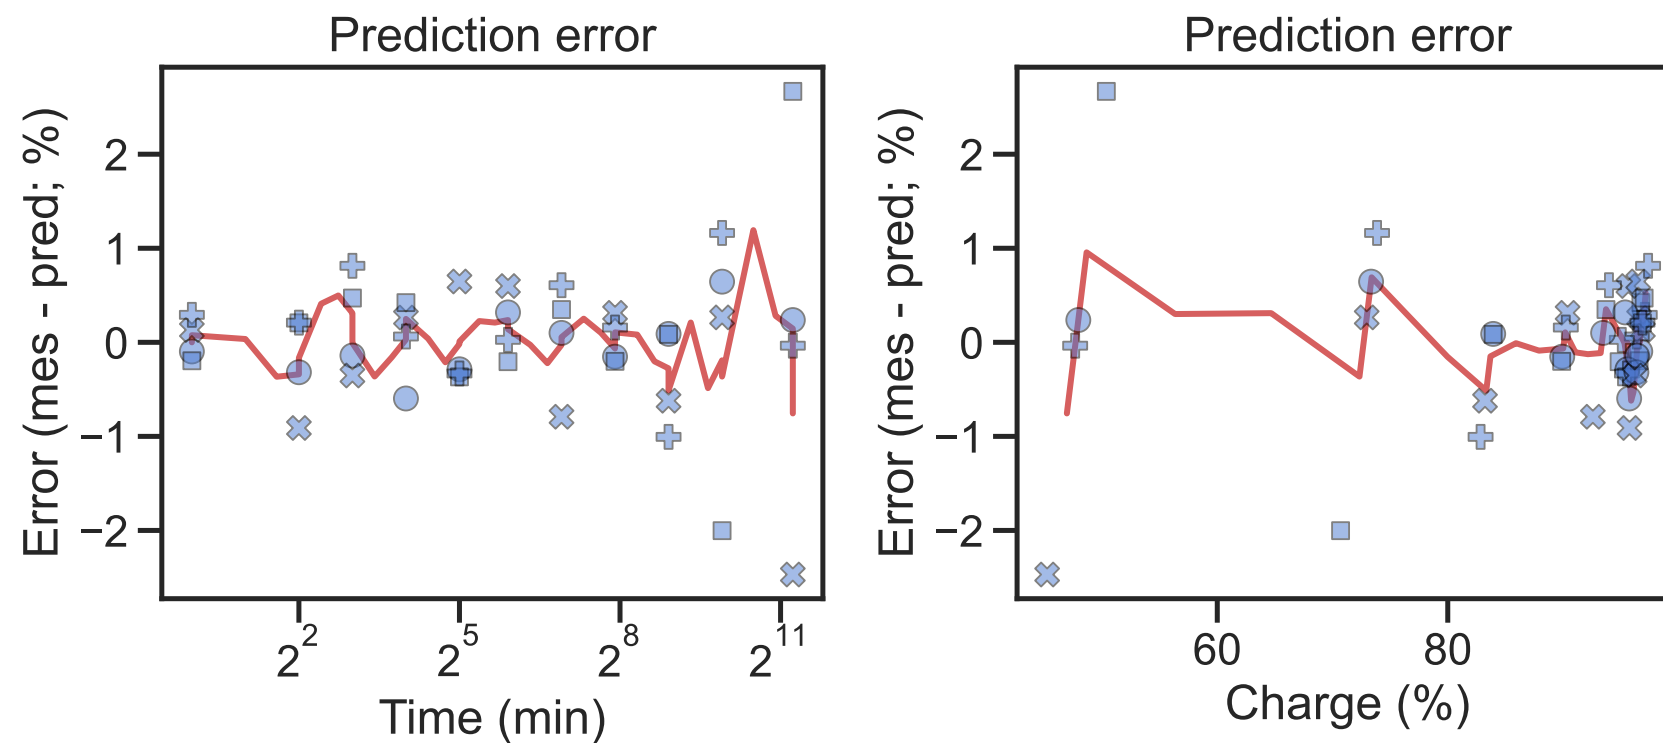 Prediction error
Error (mes - pred; %)
2
1
0
−1
−2
2^2
2^5
2^8
2^11
Time (min)
Prediction error
Error (mes - pred; %)
2
1
0
−1
−2
60
80
Charge (%)